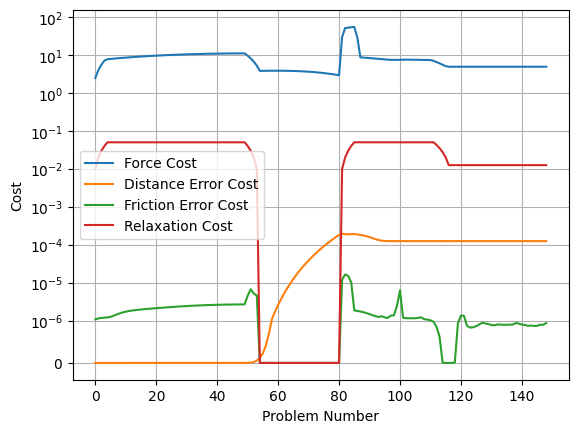 10²
10¹
10⁰
10⁻¹
10⁻²
10⁻³
10⁻⁴
10⁻⁵
10⁻⁶
0
Cost
Force Cost
Distance Error Cost
Friction Error Cost
Relaxation Cost
0 20 40 60 80 100 120 140
Problem Number